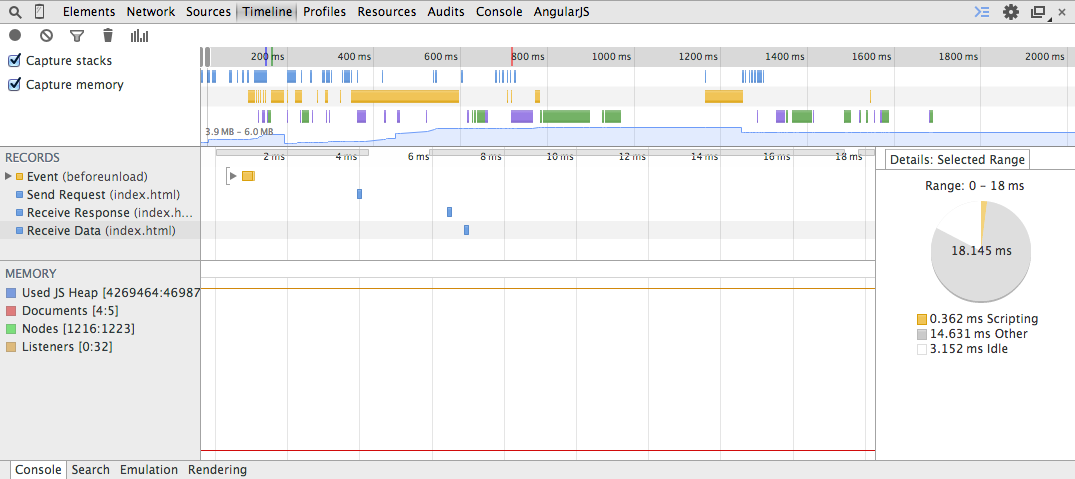 Elements Network Sources Timeline Profiles Resources Audits Console AngularJS
200 ms 400 ms 600 ms 800 ms 1000 ms 1200 ms 1400 ms 1600 ms 1800 ms 2000 ms
Capture stacks
Capture memory
3.9 MB – 6.0 MB
RECORDS
2 ms 4 ms 6 ms 8 ms 10 ms 12 ms 14 ms 16 ms 18 ms
Event (beforeunload)
Send Request (index.html)
Receive Response (index.h...
Receive Data (index.html)
MEMORY
Used JS Heap [4269464:46987
Documents [4:5]
Nodes [1216:1223]
Listeners [0:32]
Details: Selected Range
Range: 0 – 18 ms
18.145 ms
0.362 ms Scripting
14.631 ms Other
3.152 ms Idle
Console Search Emulation Rendering